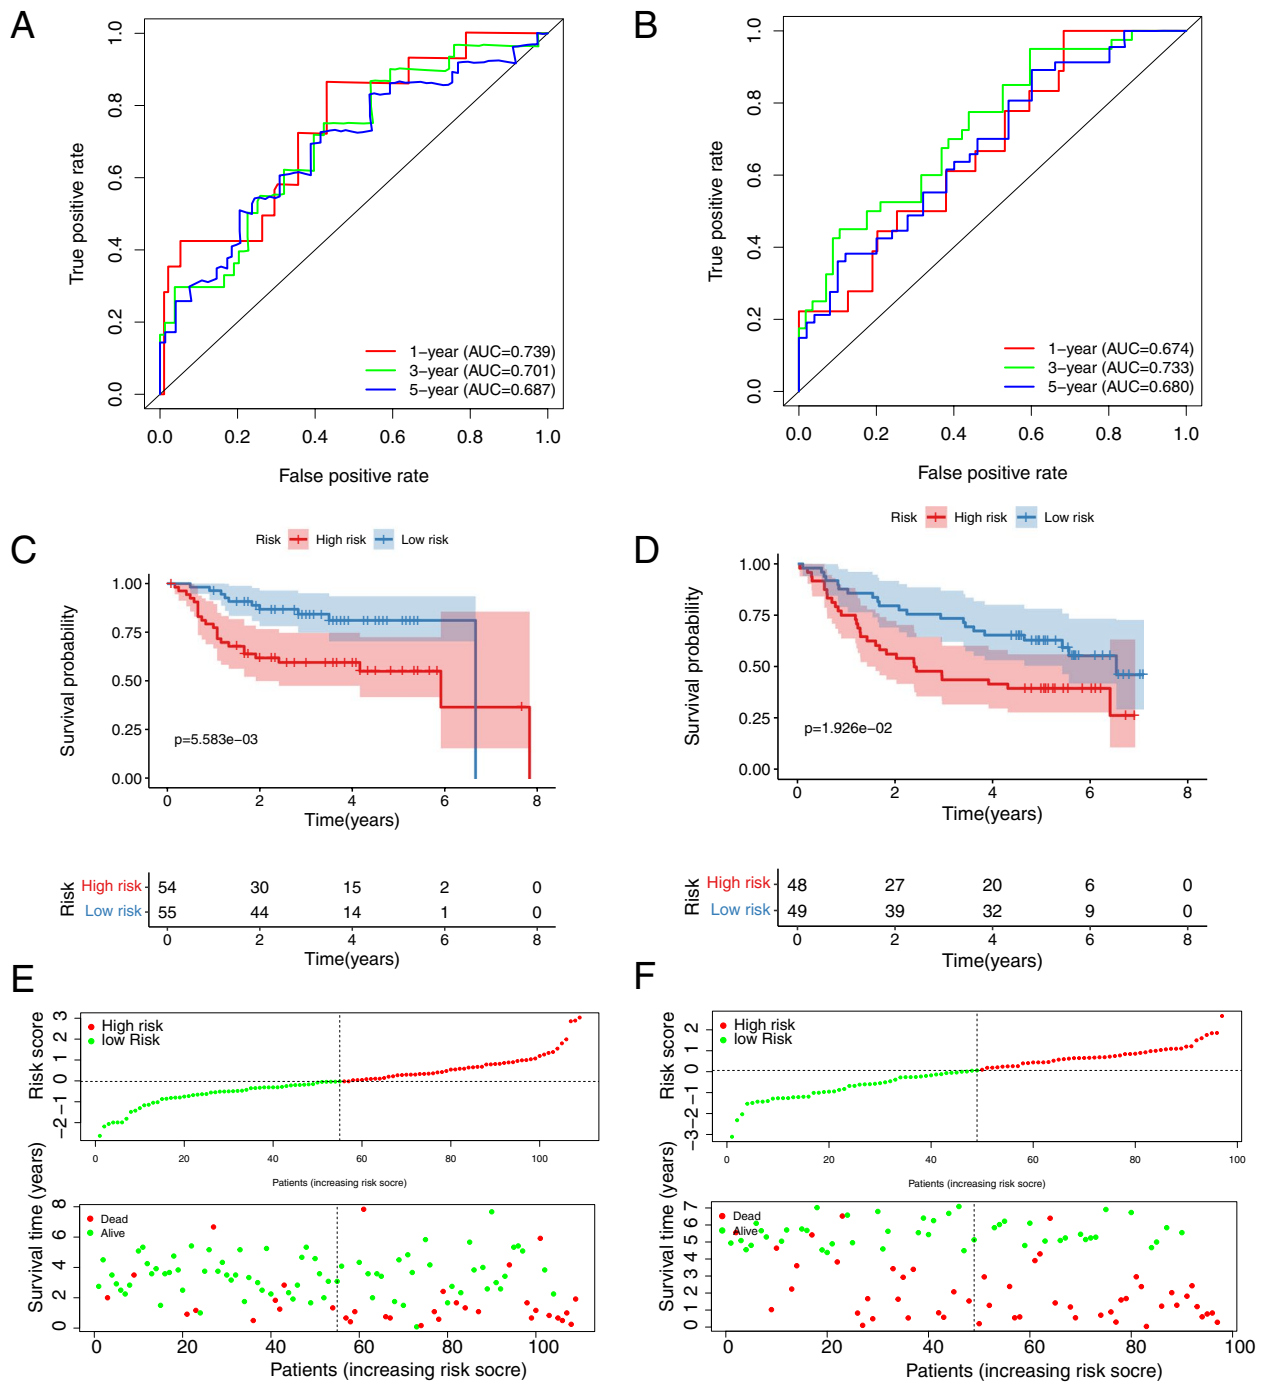 A
1.0
0.8
0.6
0.4
0.2
0.0
True positive rate
1-year (AUC=0.739)
3-year (AUC=0.701)
5-year (AUC=0.687)
0.0 0.2 0.4 0.6 0.8 1.0
False positive rate
B
1.0
0.8
0.6
0.4
0.2
0.0
True positive rate
1-year (AUC=0.674)
3-year (AUC=0.733)
5-year (AUC=0.680)
0.0 0.2 0.4 0.6 0.8 1.0
False positive rate
C
Risk High risk Low risk
1.00
0.75
0.50
0.25
0.00
Survival probability
p=5.583e-03
0 2 4 6 8
Time(years)
Risk
High risk 54 30 15 2 0
Low risk 55 44 14 1 0
0 2 4 6 8
Time(years)
D
Risk High risk Low risk
1.00
0.75
0.50
0.25
0.00
Survival probability
p=1.926e-02
0 2 4 6 8
Time(years)
Risk
High risk 48 27 20 6 0
Low risk 49 39 32 9 0
0 2 4 6 8
Time(years)
E
Risk score
3
2
1
0
-1
-2
High risk
low Risk
0 20 40 60 80 100
Patients (increasing risk socre)
Survival time (years)
8
6
4
2
0
Dead
Alive
0 20 40 60 80 100
Patients (increasing risk socre)
F
Risk score
2
1
0
-1
-2
-3
High risk
low Risk
0 20 40 60 80 100
Patients (increasing risk socre)
Survival time (years)
7
6
5
4
3
2
1
0
Dead
Alive
0 20 40 60 80 100
Patients (increasing risk socre)